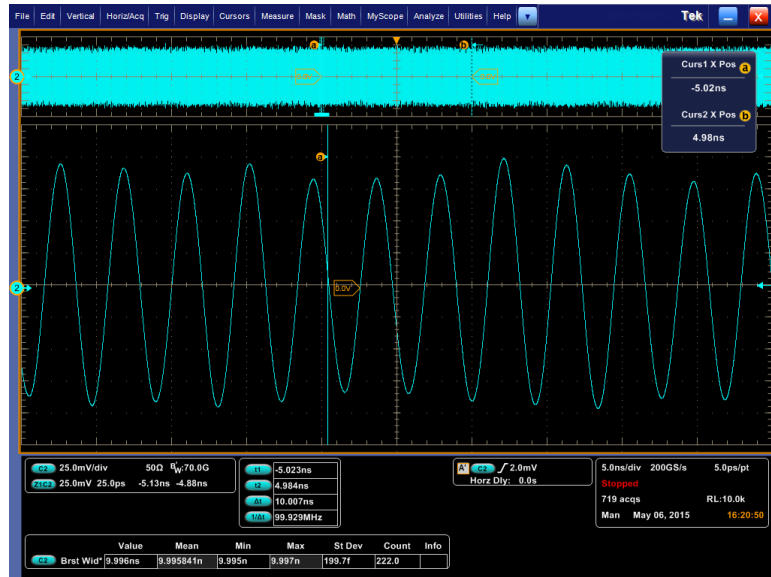 File Edit Vertical Horiz/Acq Trig Display Cursors Measure Mask Math MyScope Analyze Utilities Help Tek X
a b
2
Curs1 X Pos a
-5.02ns
Curs2 X Pos b
4.98ns
a
2 0.0V
C2 25.0mV/div 50Ω BW:70.0G
Z1C2 25.0mV 25.0ps -5.13ns -4.88ns
t1 -5.023ns
t2 4.984ns
Δt 10.007ns
1/Δt 99.929MHz
A' C2 / 2.0mV
Horz Dly: 0.0s
5.0ns/div 200GS/s 5.0ps/pt
Stopped
719 acqs RL:10.0k
Man May 06, 2015 16:20:50
Value Mean Min Max St Dev Count Info
C2 Brst Wid* 9.996ns 9.995841n 9.995n 9.997n 199.7f 222.0